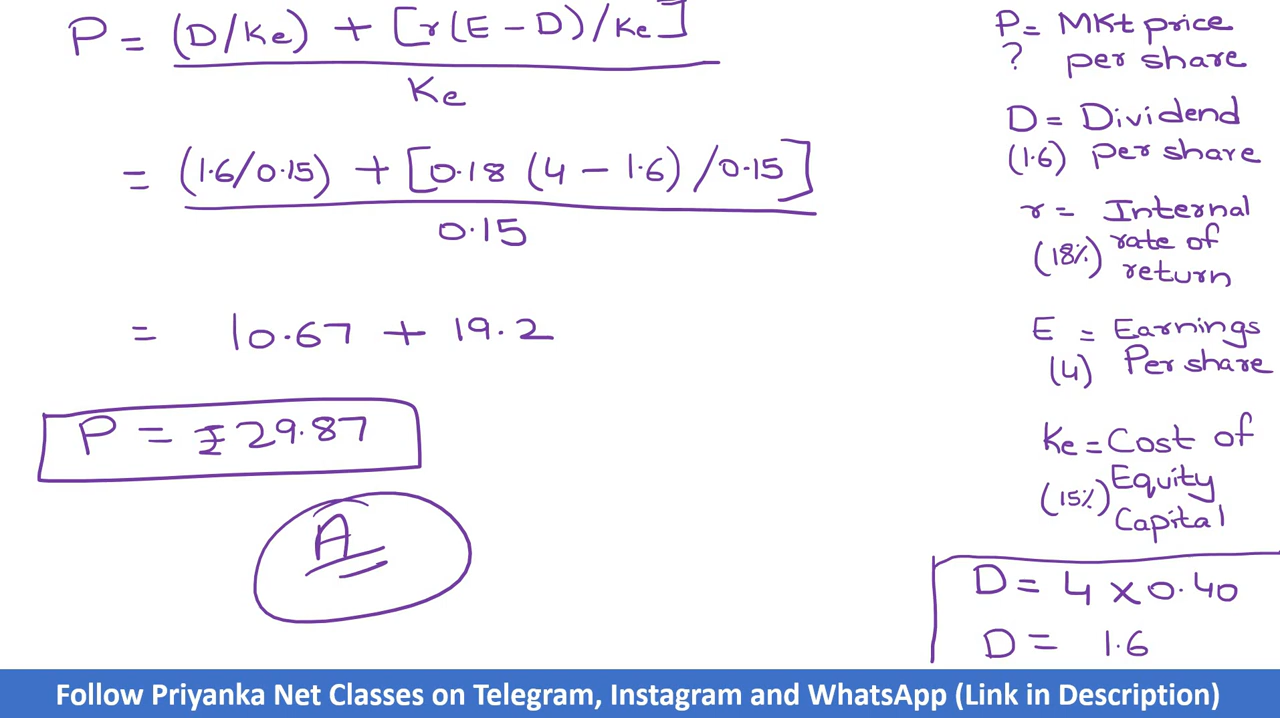 P = (D/Ke) + [r(E - D)/Ke]
Ke
= (1.6/0.15) + [0.18 (4 - 1.6) /0.15]
0.15
= 10.67 + 19.2
P = ₹29.87
A
P = MKt price
? per share
D = Dividend
(1.6) per share
r = Internal
(18%) rate of
return
E = Earnings
(4) Per share
Ke = Cost of
(15%) Equity
Capital
D = 4 x 0.40
D = 1.6
Follow Priyanka Net Classes on Telegram, Instagram and WhatsApp (Link in Description)